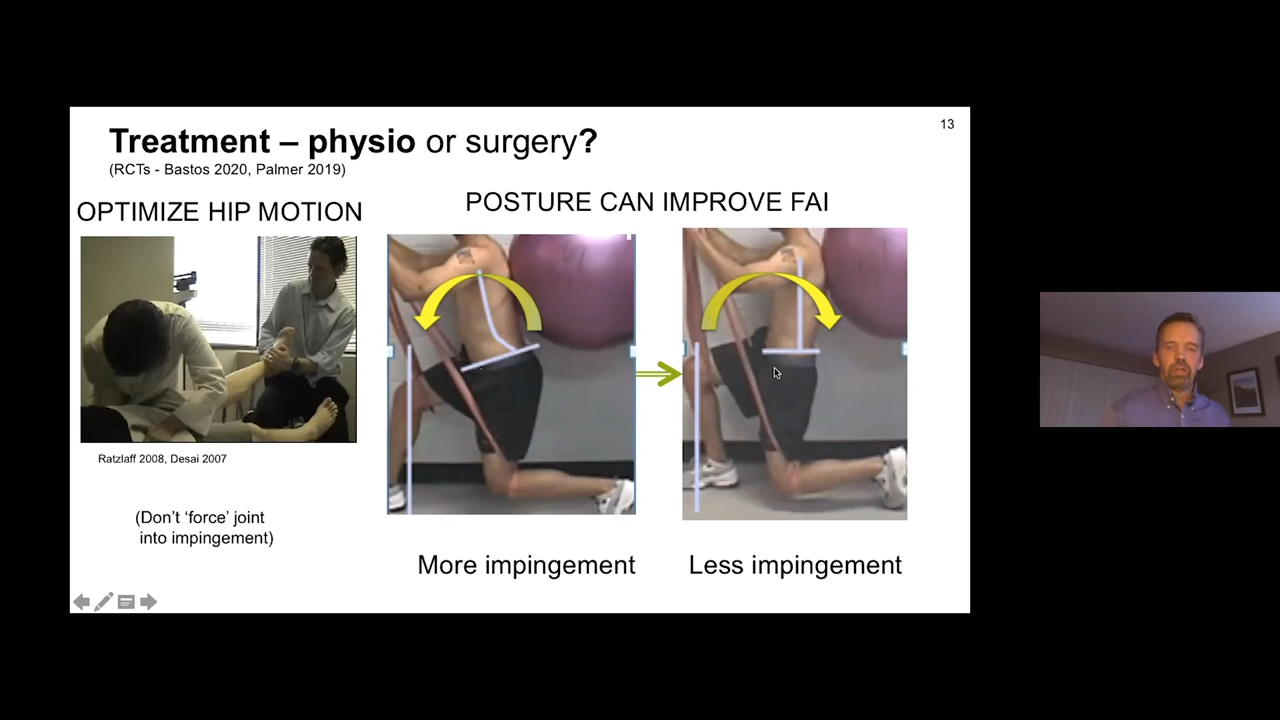 13
Treatment – physio or surgery?
(RCTs - Bastos 2020, Palmer 2019)
OPTIMIZE HIP MOTION
POSTURE CAN IMPROVE FAI
Ratzlaff 2008, Desai 2007
(Don’t ‘force’ joint
into impingement)
More impingement
Less impingement